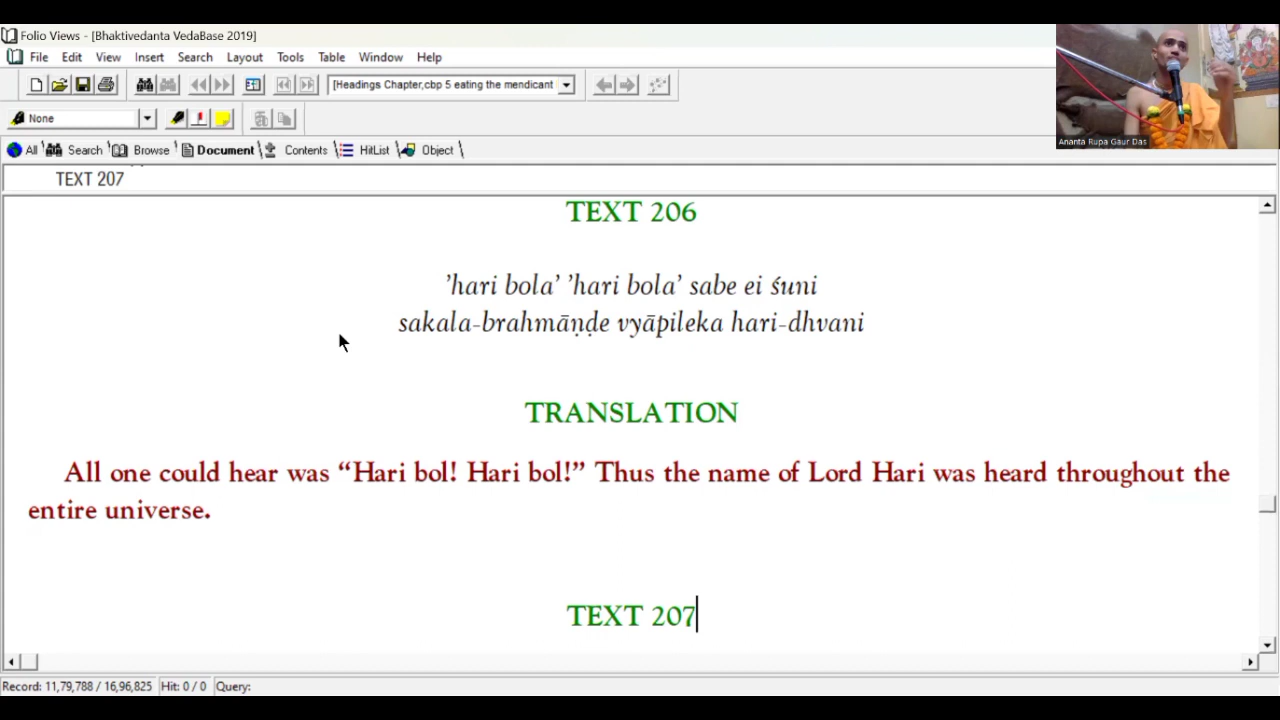 Folio Views - [Bhaktivedanta VedaBase 2019]
File Edit View Insert Search Layout Tools Table Window Help
[Headings Chapter,cbp 5 eating the mendicant
None
All Search Browse Document Contents HitList Object
Ananta Rupa Gaur Das
TEXT 207
TEXT 206
’hari bola’ ’hari bola’ sabe ei śuni
sakala-brahmāṇḍe vyāpileka hari-dhvani
TRANSLATION
All one could hear was “Hari bol! Hari bol!” Thus the name of Lord Hari was heard throughout the
entire universe.
TEXT 207
Record: 11,79,788 / 16,96,825 Hit: 0 / 0 Query: